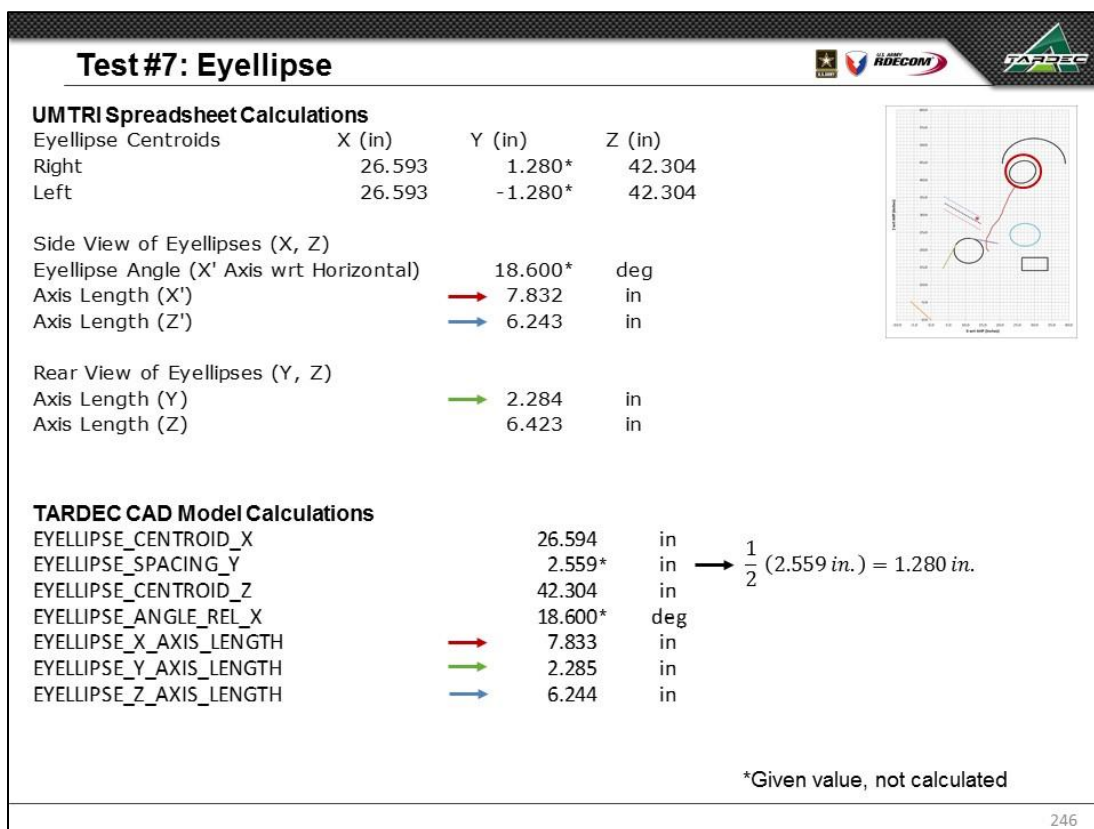 Test #7: Eyellipse
U.S. ARMY
U.S. ARMY
RDECOM
TARDEC
UMTRI Spreadsheet Calculations
Eyellipse Centroids X (in) Y (in) Z (in)
Right 26.593 1.280* 42.304
Left 26.593 -1.280* 42.304
Side View of Eyellipses (X, Z)
Eyellipse Angle (X' Axis wrt Horizontal) 18.600* deg
Axis Length (X') 7.832 in
Axis Length (Z') 6.243 in
Rear View of Eyellipses (Y, Z)
Axis Length (Y) 2.284 in
Axis Length (Z) 6.423 in
TARDEC CAD Model Calculations
EYELLIPSE_CENTROID_X 26.594 in
EYELLIPSE_SPACING_Y 2.559* in 1/2 (2.559 in.) = 1.280 in.
EYELLIPSE_CENTROID_Z 42.304 in
EYELLIPSE_ANGLE_REL_X 18.600* deg
EYELLIPSE_X_AXIS_LENGTH 7.833 in
EYELLIPSE_Y_AXIS_LENGTH 2.285 in
EYELLIPSE_Z_AXIS_LENGTH 6.244 in
*Given value, not calculated
246